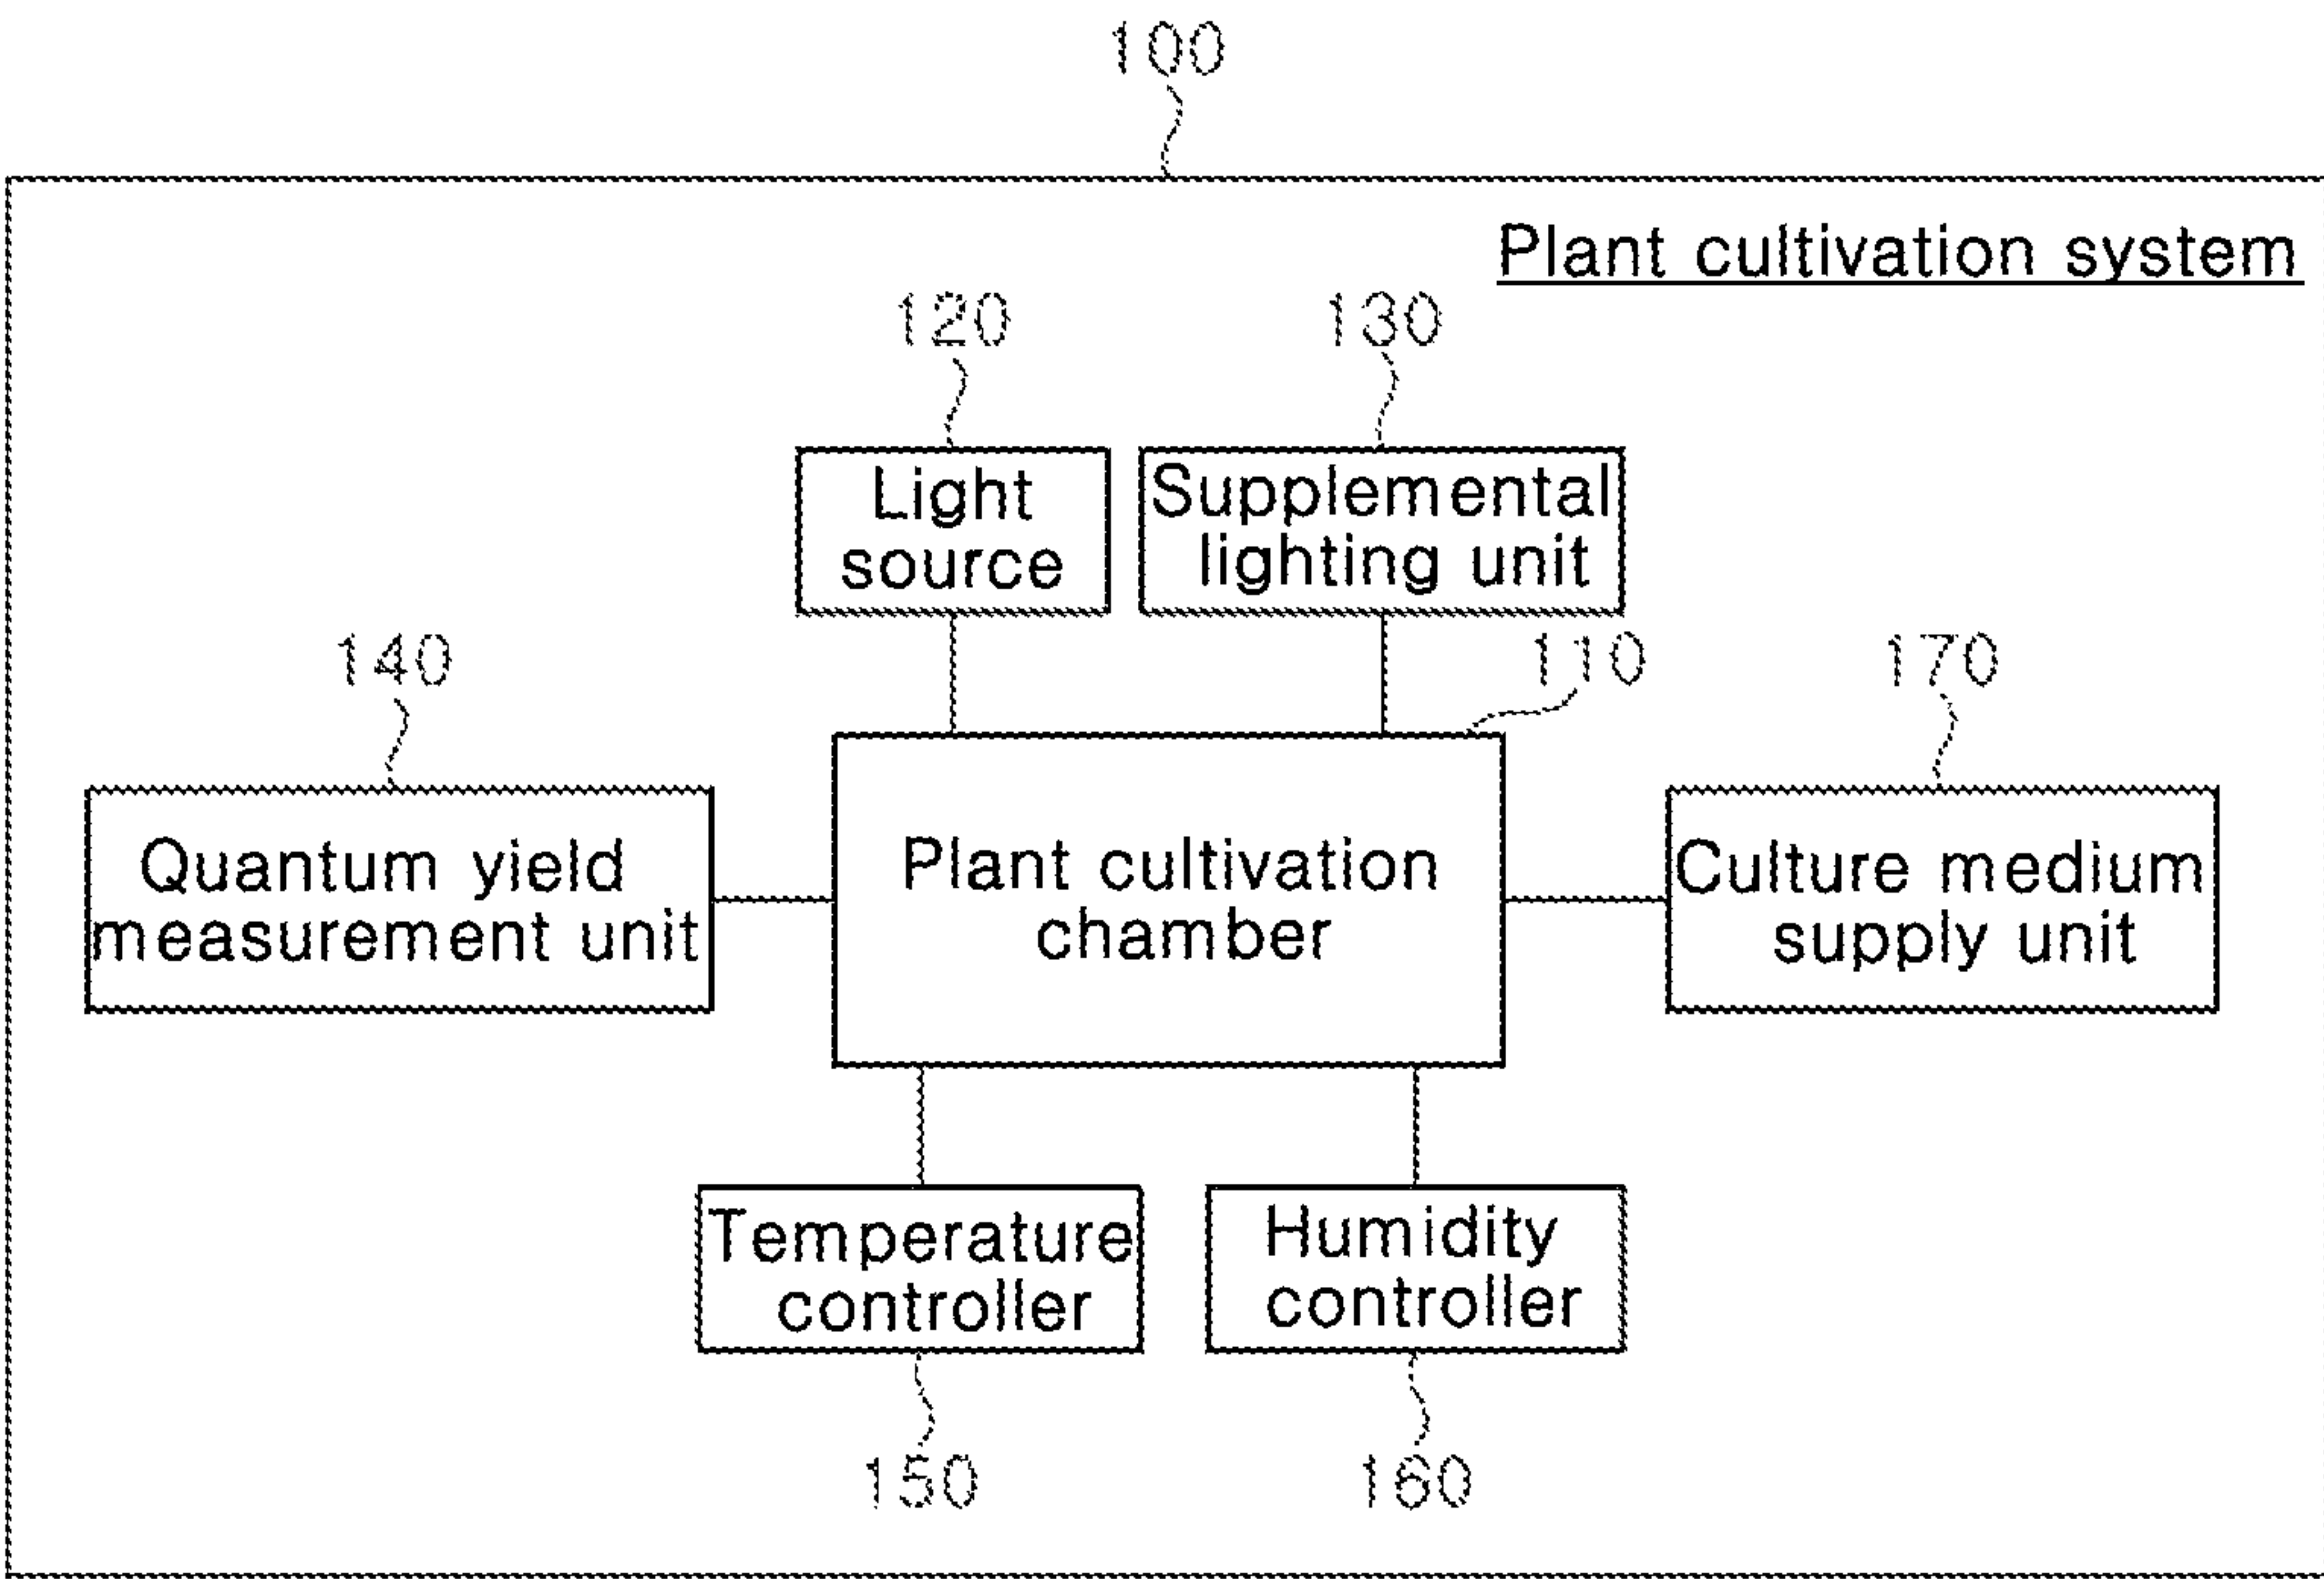 100
Plant cultivation system
120
130
Light
source
Supplemental
lighting unit
140
110
170
Quantum yield
measurement unit
Plant cultivation
chamber
Culture medium
supply unit
Temperature
controller
Humidity
controller
150
160